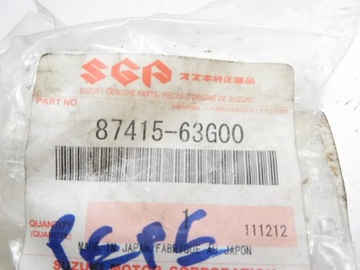 SGP スズキ純正部品
SUZUKI GENUINE PARTS/PIECES D'ORIGINE DE SUZUKI
PART NO
87415-63G00
QUANTITY
(QUANTITE)
1
111212
MADE IN JAPAN/FABRIQUE AU JAPON
SUZUKI MOTOR CORPORATION